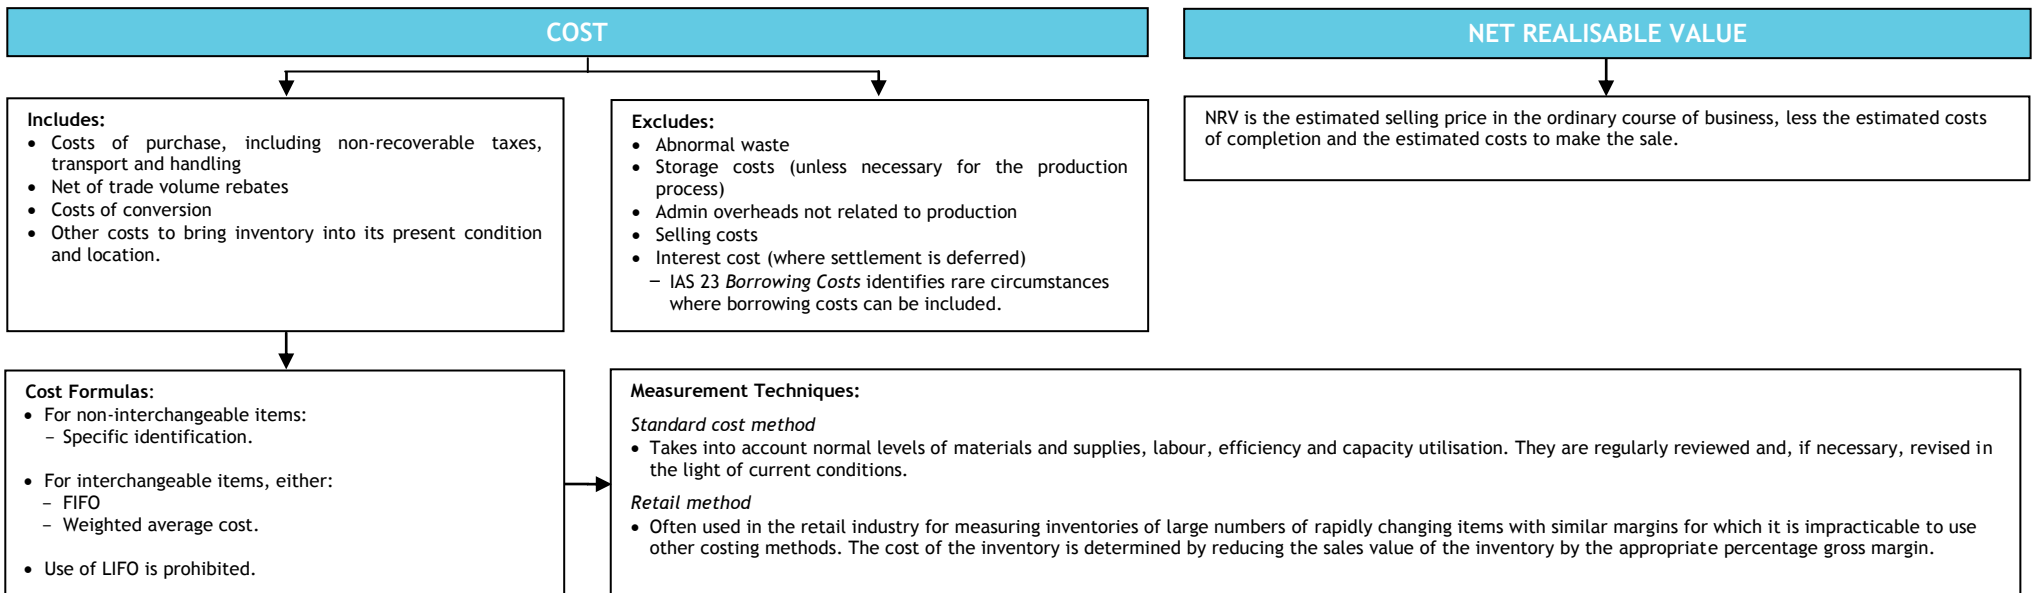 COST
NET REALISABLE VALUE
Includes:
• Costs of purchase, including non-recoverable taxes,
transport and handling
• Net of trade volume rebates
• Costs of conversion
• Other costs to bring inventory into its present condition
and location.
Excludes:
• Abnormal waste
• Storage costs (unless necessary for the production
process)
• Admin overheads not related to production
• Selling costs
• Interest cost (where settlement is deferred)
– IAS 23 Borrowing Costs identifies rare circumstances
where borrowing costs can be included.
NRV is the estimated selling price in the ordinary course of business, less the estimated costs
of completion and the estimated costs to make the sale.
Cost Formulas:
• For non-interchangeable items:
– Specific identification.
• For interchangeable items, either:
– FIFO
– Weighted average cost.
• Use of LIFO is prohibited.
Measurement Techniques:
Standard cost method
• Takes into account normal levels of materials and supplies, labour, efficiency and capacity utilisation. They are regularly reviewed and, if necessary, revised in
the light of current conditions.
Retail method
• Often used in the retail industry for measuring inventories of large numbers of rapidly changing items with similar margins for which it is impracticable to use
other costing methods. The cost of the inventory is determined by reducing the sales value of the inventory by the appropriate percentage gross margin.